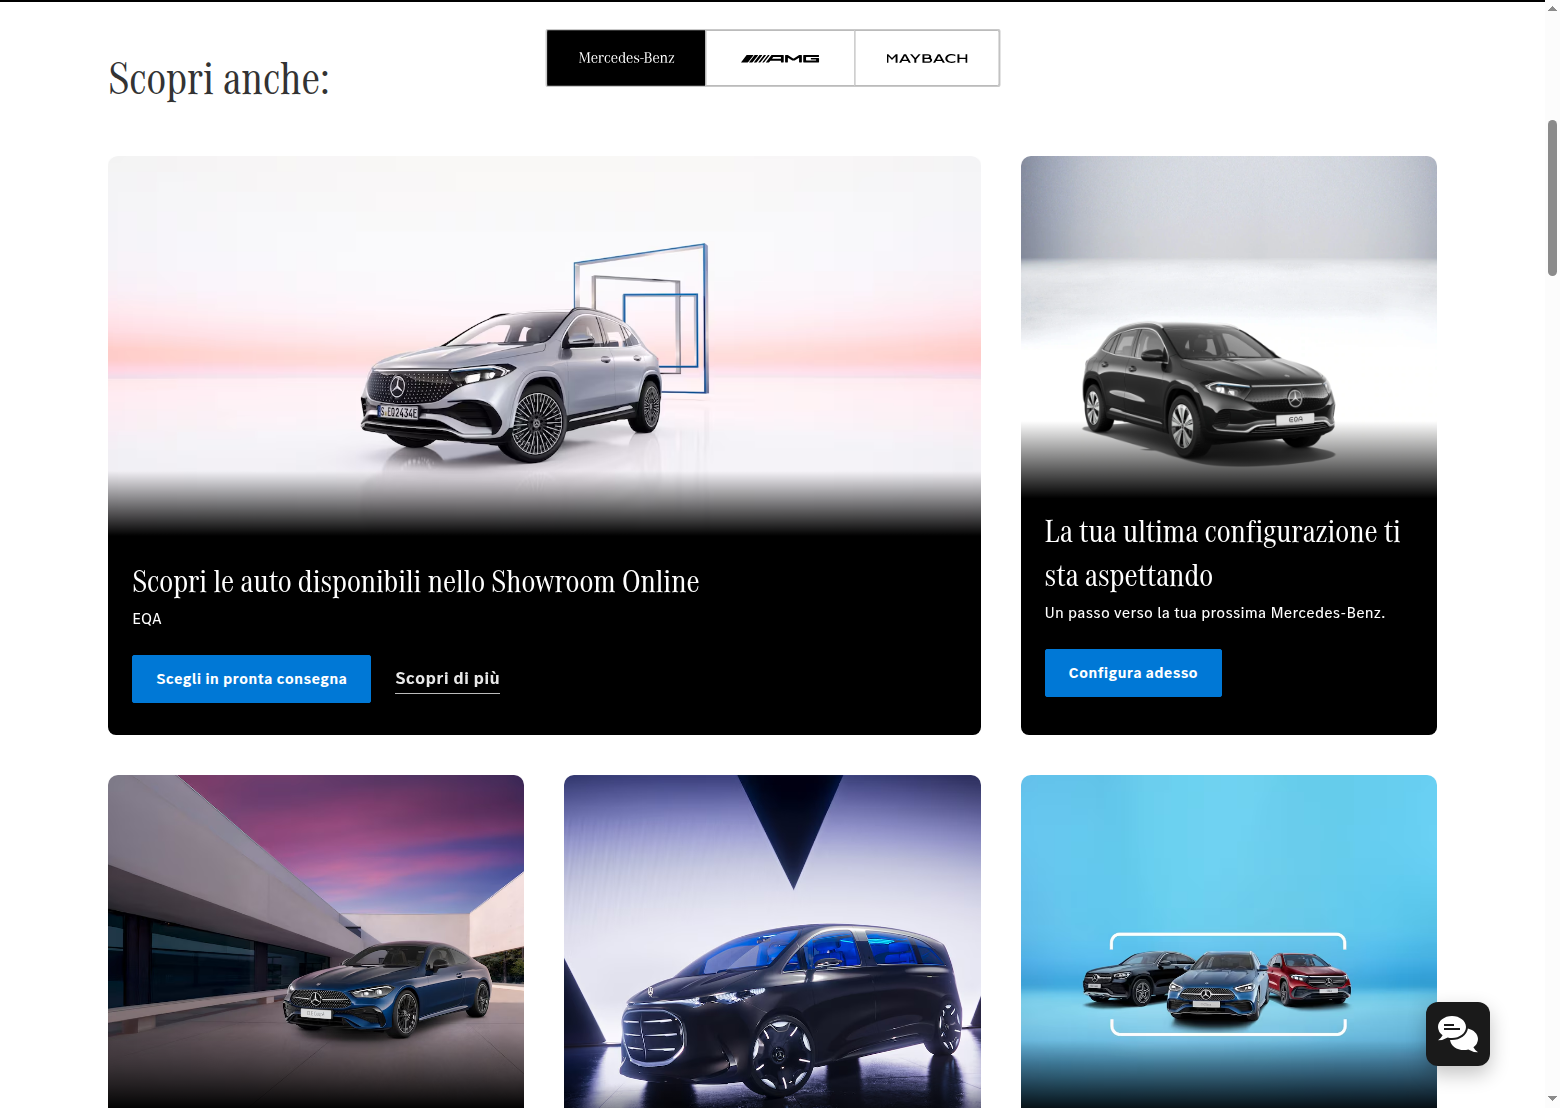 Scopri anche:
Mercedes-Benz
AMG
MAYBACH
S·EQ2434E
EQA
Scopri le auto disponibili nello Showroom Online
EQA
Scegli in pronta consegna
Scopri di più
La tua ultima configurazione ti
sta aspettando
Un passo verso la tua prossima Mercedes-Benz.
Configura adesso